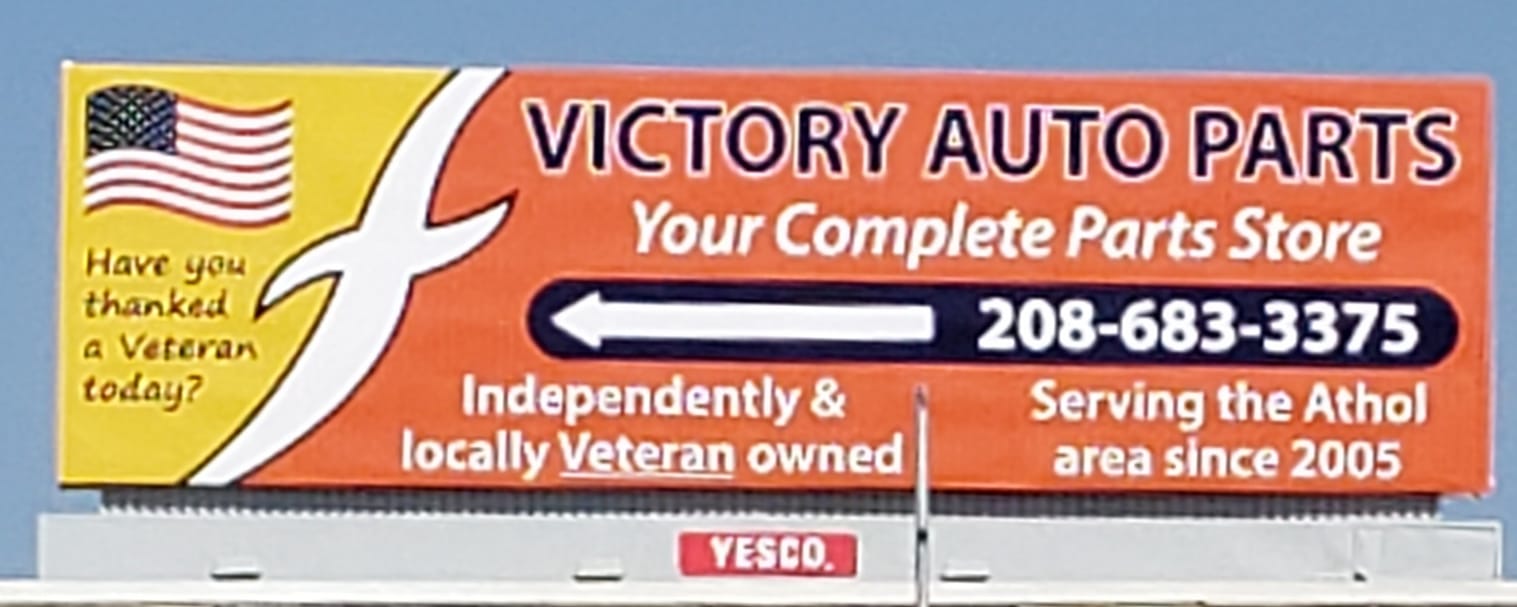 VICTORY AUTO PARTS
Your Complete Parts Store
208-683-3375
Independently &
locally Veteran owned
Serving the Athol
area since 2005
Have you
thanked
a Veteran
today?
YESCO.